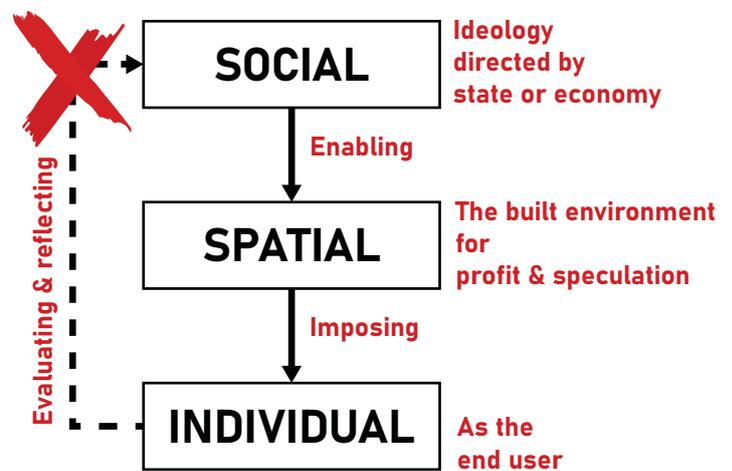 SOCIAL
Ideology
directed by
state or economy
Enabling
SPATIAL
The built environment
for
profit & speculation
Imposing
INDIVIDUAL
As the
end user
Evaluating & reflecting